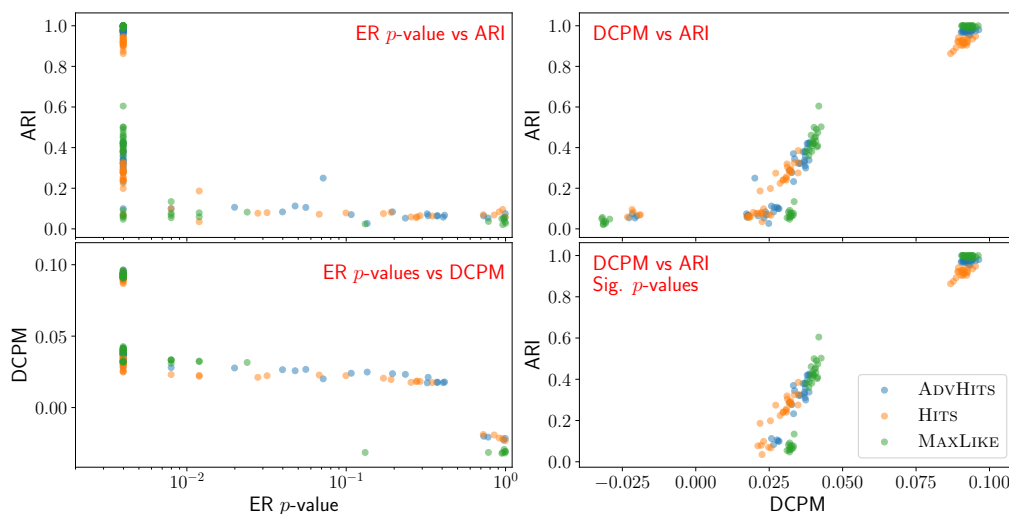 ER p-value vs ARI
1.0
0.8
0.6
0.4
0.2
0.0
ARI
DCPM vs ARI
1.0
0.8
0.6
0.4
0.2
0.0
ARI
ER p-values vs DCPM
0.10
0.05
0.00
DCPM
10⁻²
10⁻¹
10⁰
ER p-value
DCPM vs ARI
Sig. p-values
1.0
0.8
0.6
0.4
0.2
0.0
ARI
ADVHITS
HITS
MAXLIKE
−0.025
0.000
0.025
0.050
0.075
0.100
DCPM